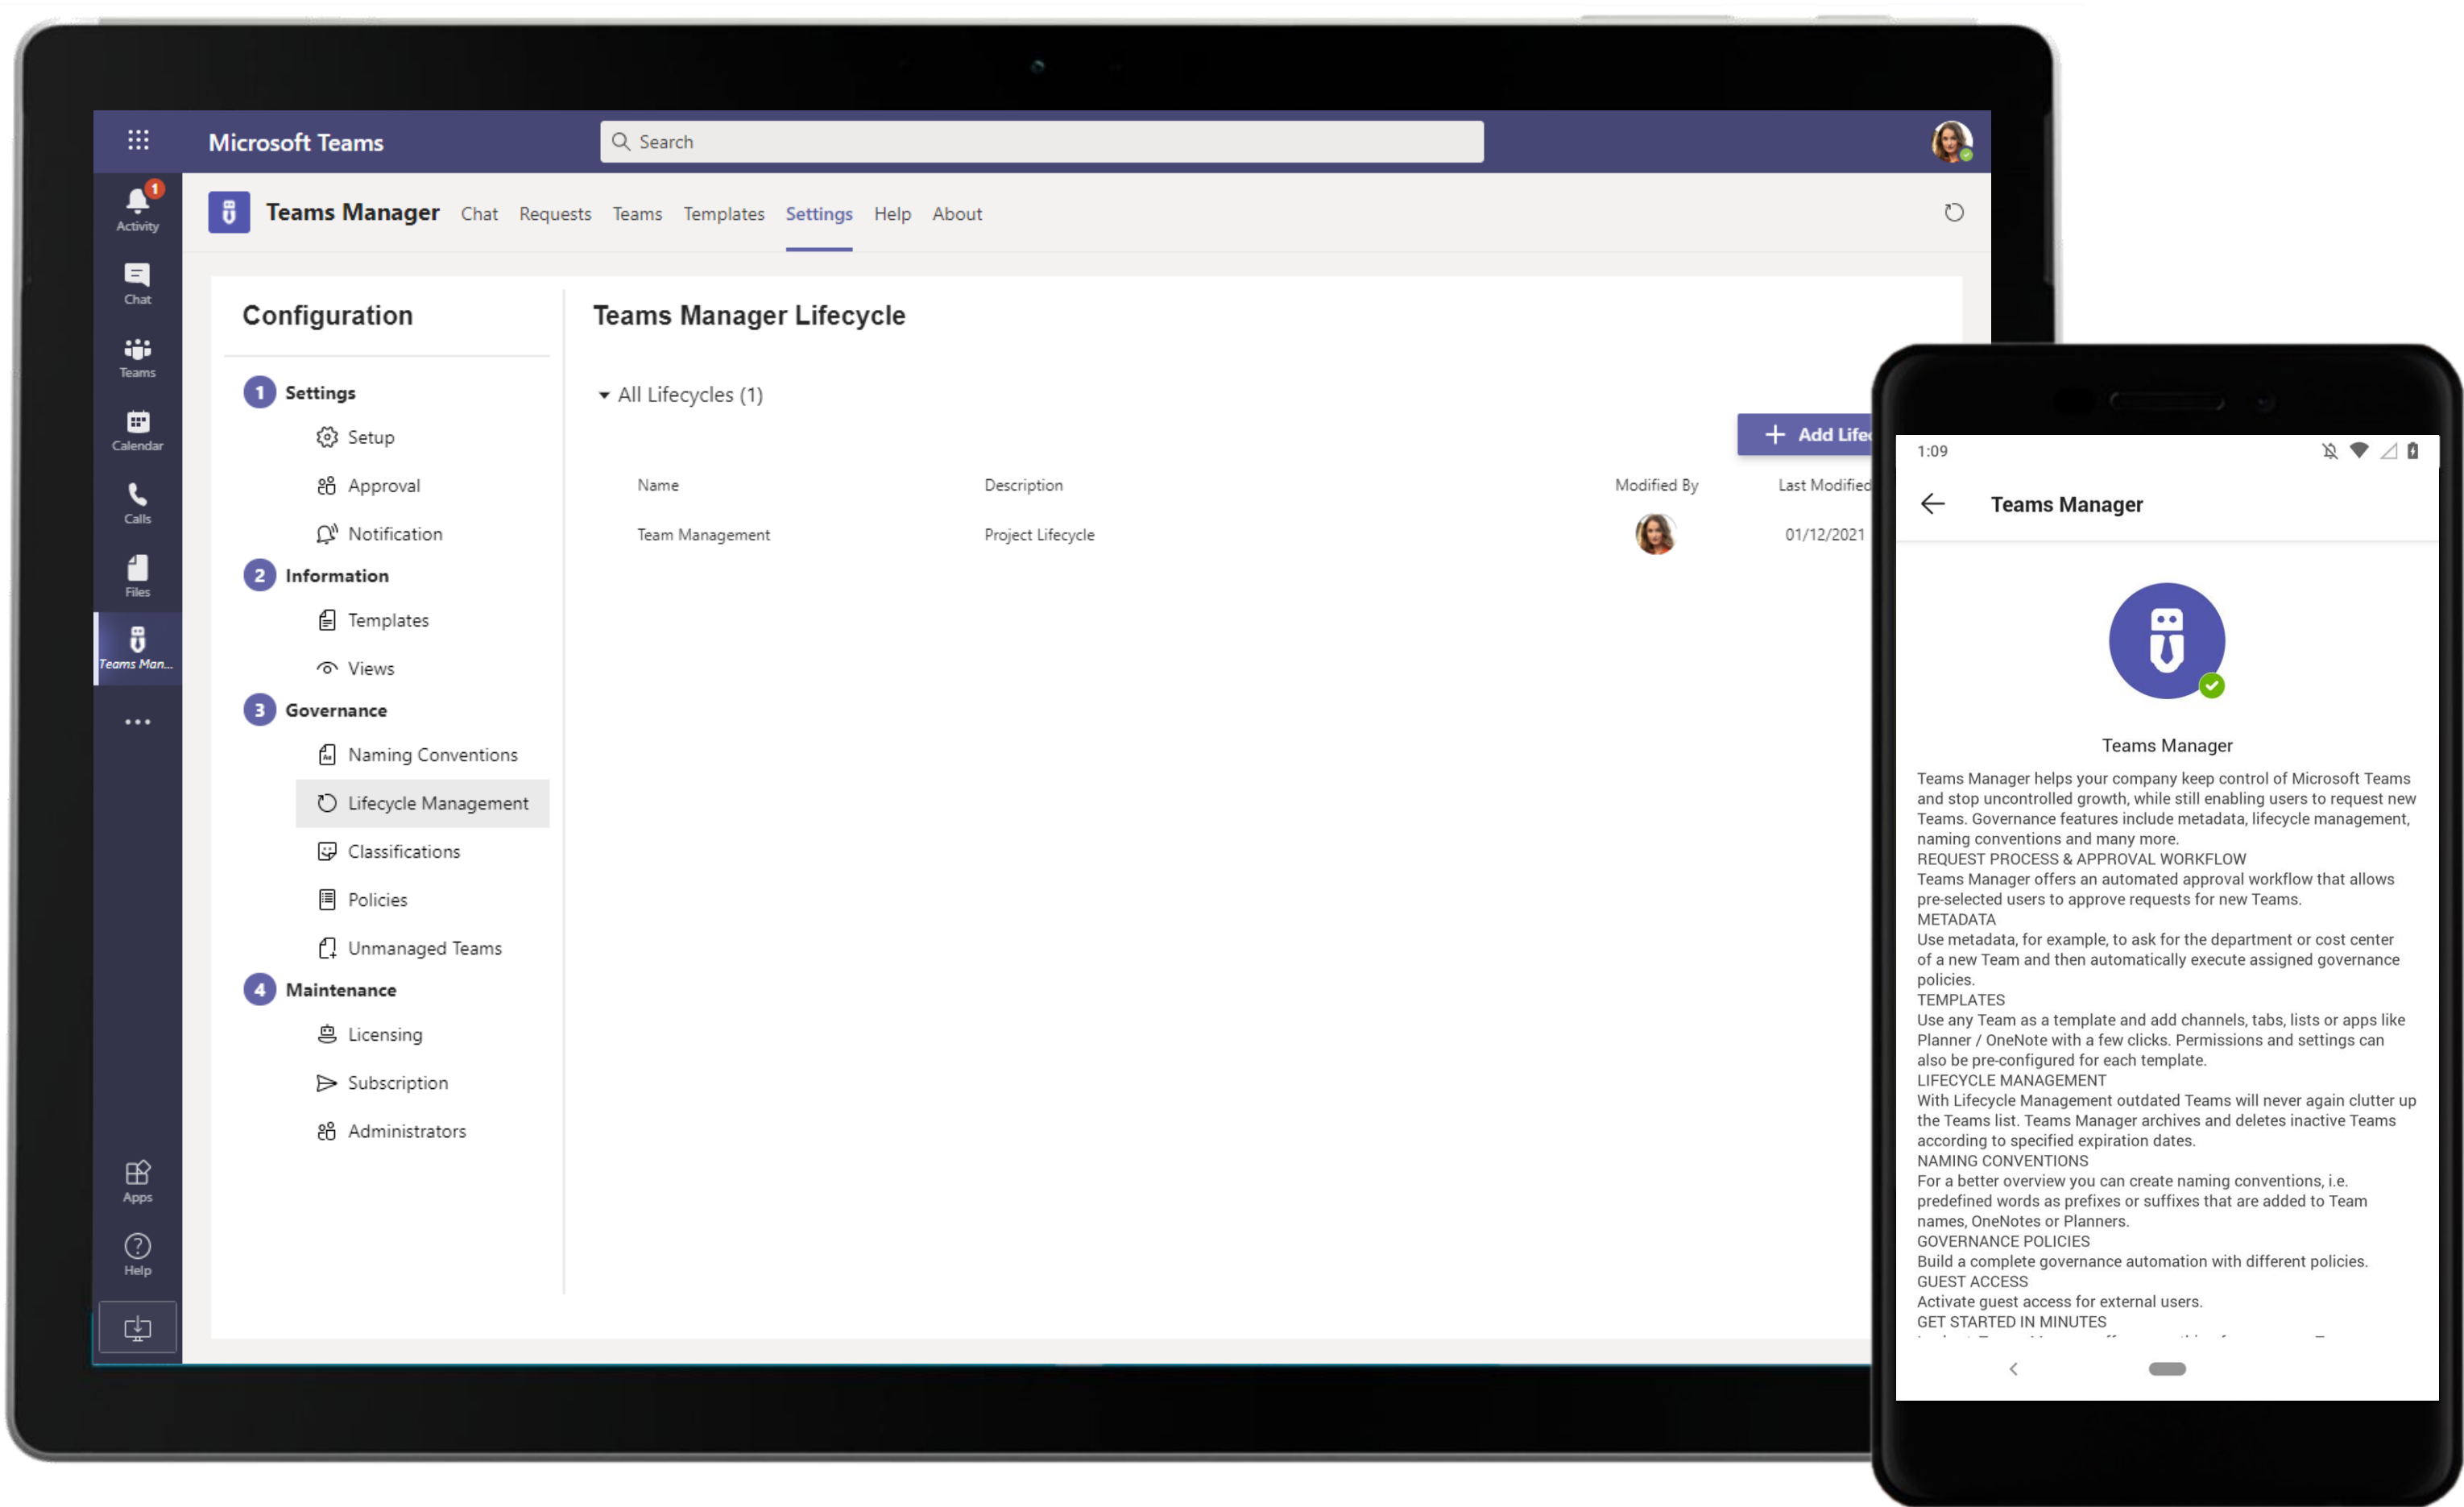 Microsoft Teams
Search
1
Activity
Chat
Teams
Calendar
Calls
Files
Teams Man...
Apps
Help
Teams Manager Chat Requests Teams Templates Settings Help About
Configuration
1 Settings
Setup
Approval
Notification
2 Information
Templates
Views
3 Governance
Naming Conventions
Lifecycle Management
Classifications
Policies
Unmanaged Teams
4 Maintenance
Licensing
Subscription
Administrators
Teams Manager Lifecycle
All Lifecycles (1)
+ Add Lifec
Name Description Modified By Last Modified
Team Management Project Lifecycle 01/12/2021
1:09
Teams Manager
Teams Manager
Teams Manager helps your company keep control of Microsoft Teams
and stop uncontrolled growth, while still enabling users to request new
Teams. Governance features include metadata, lifecycle management,
naming conventions and many more.
REQUEST PROCESS & APPROVAL WORKFLOW
Teams Manager offers an automated approval workflow that allows
pre-selected users to approve requests for new Teams.
METADATA
Use metadata, for example, to ask for the department or cost center
of a new Team and then automatically execute assigned governance
policies.
TEMPLATES
Use any Team as a template and add channels, tabs, lists or apps like
Planner / OneNote with a few clicks. Permissions and settings can
also be pre-configured for each template.
LIFECYCLE MANAGEMENT
With Lifecycle Management outdated Teams will never again clutter up
the Teams list. Teams Manager archives and deletes inactive Teams
according to specified expiration dates.
NAMING CONVENTIONS
For a better overview you can create naming conventions, i.e.
predefined words as prefixes or suffixes that are added to Team
names, OneNotes or Planners.
GOVERNANCE POLICIES
Build a complete governance automation with different policies.
GUEST ACCESS
Activate guest access for external users.
GET STARTED IN MINUTES